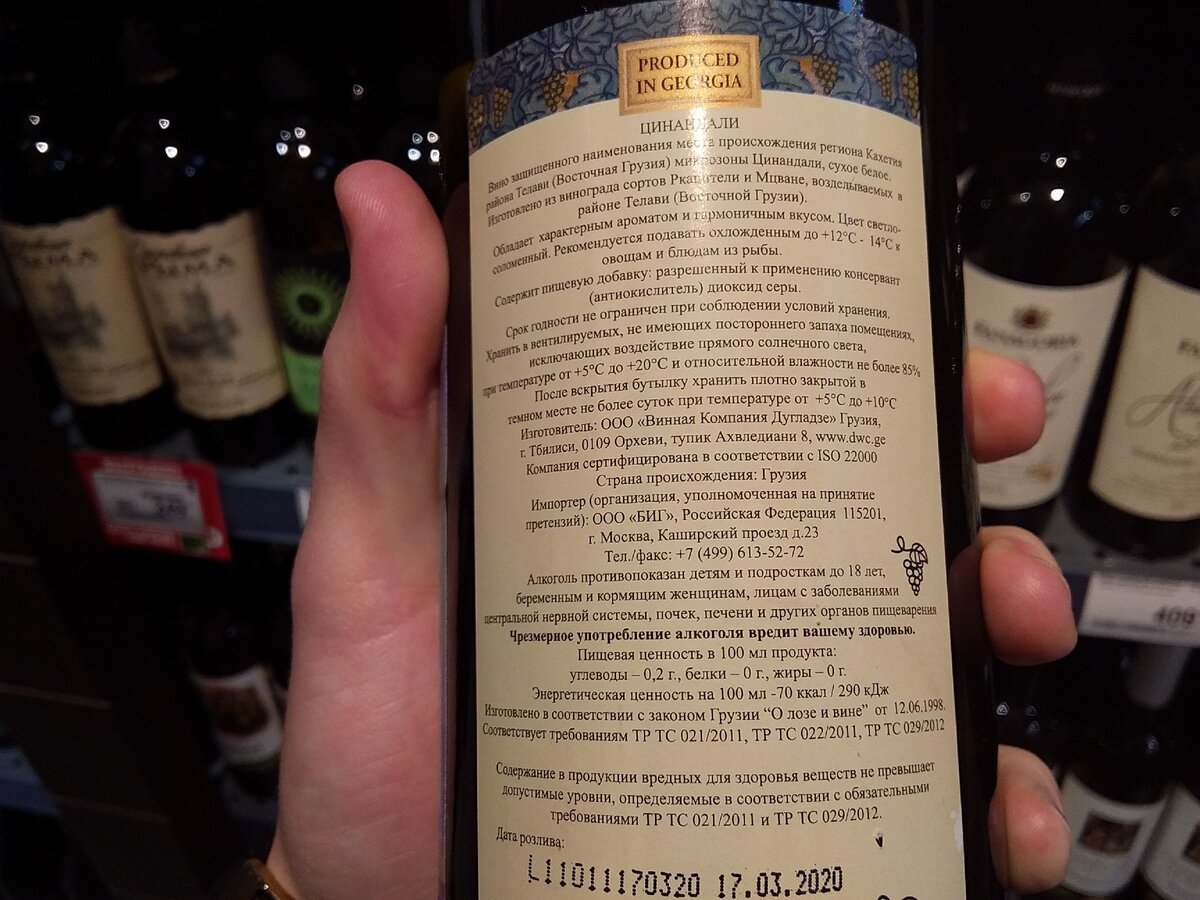 PRODUCED
IN GEORGIA
ЦИНАНДАЛИ
Вино защищенного наименования места происхождения региона Кахетия
района Телави (Восточная Грузия) микрозоны Цинандали, сухое белое.
Изготовлено из винограда сортов Ркацители и Мцване, возделываемых в
районе Телави (Восточной Грузии).
Обладает характерным ароматом и гармоничным вкусом. Цвет светло-
соломенный. Рекомендуется подавать охложденным до +12°C - 14°C к
овощам и блюдам из рыбы.
Содержит пищевую добавку: разрешенный к применению консервант
(антиокислитель) диоксид серы.
Срок годности не ограничен при соблюдении условий хранения.
Хранить в вентилируемых, не имеющих постороннего запаха помещениях,
исключающих воздействие прямого солнечного света,
при температуре от +5°C до +20°C и относительной влажности не более 85%
После вскрытия бутылку хранить плотно закрытой в
темном месте не более суток при температуре от +5°C до +10°C
Изготовитель: ООО «Винная Компания Дугладзе» Грузия,
г. Тбилиси, 0109 Орхеви, тупик Ахвледиани 8, www.dwc.ge
Компания сертифицирована в соответствии с ISO 22000
Страна происхождения: Грузия
Импортер (организация, уполномоченная на принятие
претензий): ООО «БИГ», Российская Федерация 115201,
г. Москва, Каширский проезд д.23
Тел./факс: +7 (499) 613-52-72
Алкоголь противопоказан детям и подросткам до 18 лет,
беременным и кормящим женщинам, лицам с заболеваниями
центральной нервной системы, почек, печени и других органов пищеварения
Чрезмерное употребление алкоголя вредит вашему здоровью.
Пищевая ценность в 100 мл продукта:
углеводы – 0,2 г., белки – 0 г., жиры – 0 г.
Энергетическая ценность на 100 мл -70 ккал / 290 кДж
Изготовлено в соответствии с законом Грузии “О лозе и вине” от 12.06.1998.
Соответствует требованиям ТР ТС 021/2011, ТР ТС 022/2011, ТР ТС 029/2012
Содержание в продукции вредных для здоровья веществ не превышает
допустимые уровни, определяемые в соответствии с обязательными
требованиями ТР ТС 021/2011 и ТР ТС 029/2012.
Дата розлива:
L11011170320 17.03.2020
409